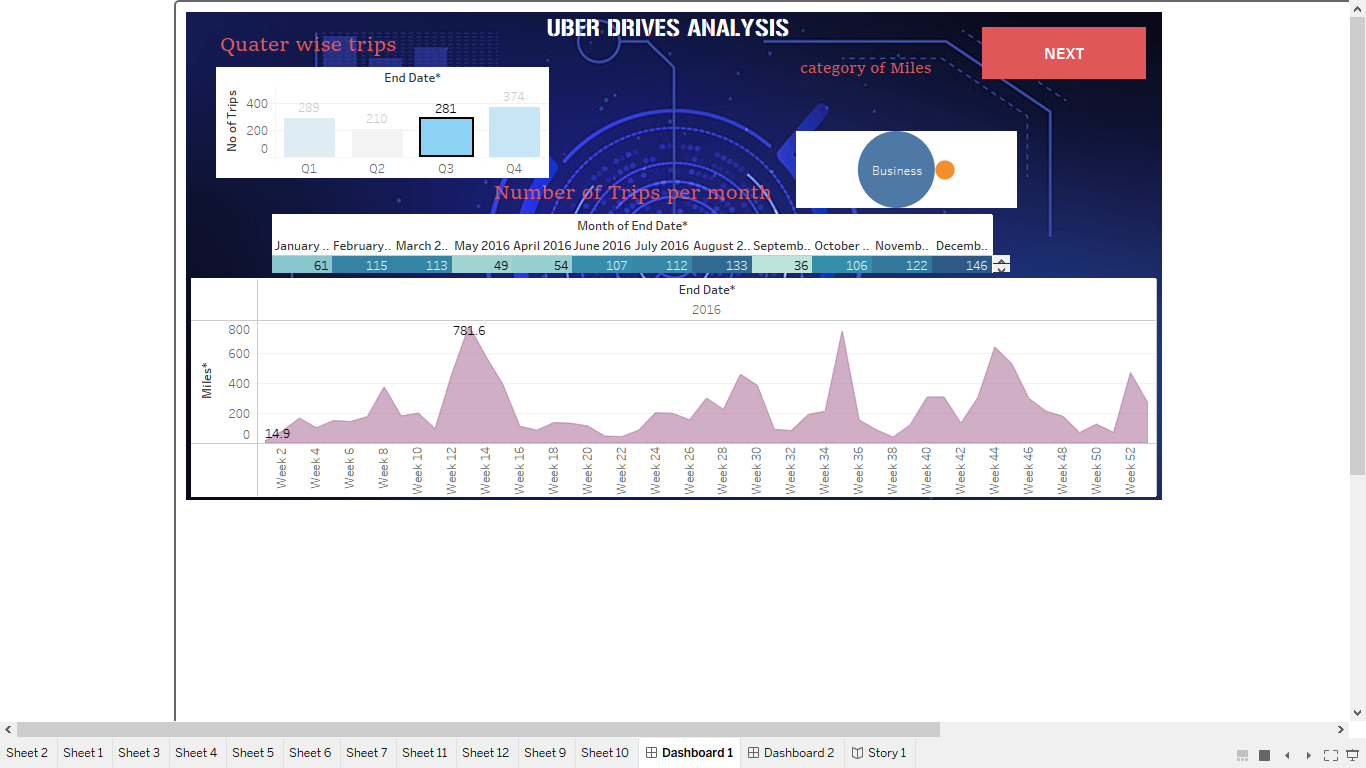 UBER DRIVES ANALYSIS
Quater wise trips
NEXT
category of Miles
End Date*
No of Trips
400
200
0
289
210
281
374
Q1 Q2 Q3 Q4
Business
Number of Trips per month
Month of End Date*
January .. February.. March 2.. May 2016 April 2016 June 2016 July 2016 August 2.. Septemb.. October .. Novemb.. Decemb..
61 115 113 49 54 107 112 133 36 106 122 146
End Date*
2016
Miles*
800
600
400
200
0
781.6
14.9
Week 2 Week 4 Week 6 Week 8 Week 10 Week 12 Week 14 Week 16 Week 18 Week 20 Week 22 Week 24 Week 26 Week 28 Week 30 Week 32 Week 34 Week 36 Week 38 Week 40 Week 42 Week 44 Week 46 Week 48 Week 50 Week 52
Sheet 2 Sheet 1 Sheet 3 Sheet 4 Sheet 5 Sheet 6 Sheet 7 Sheet 11 Sheet 12 Sheet 9 Sheet 10 Dashboard 1 Dashboard 2 Story 1